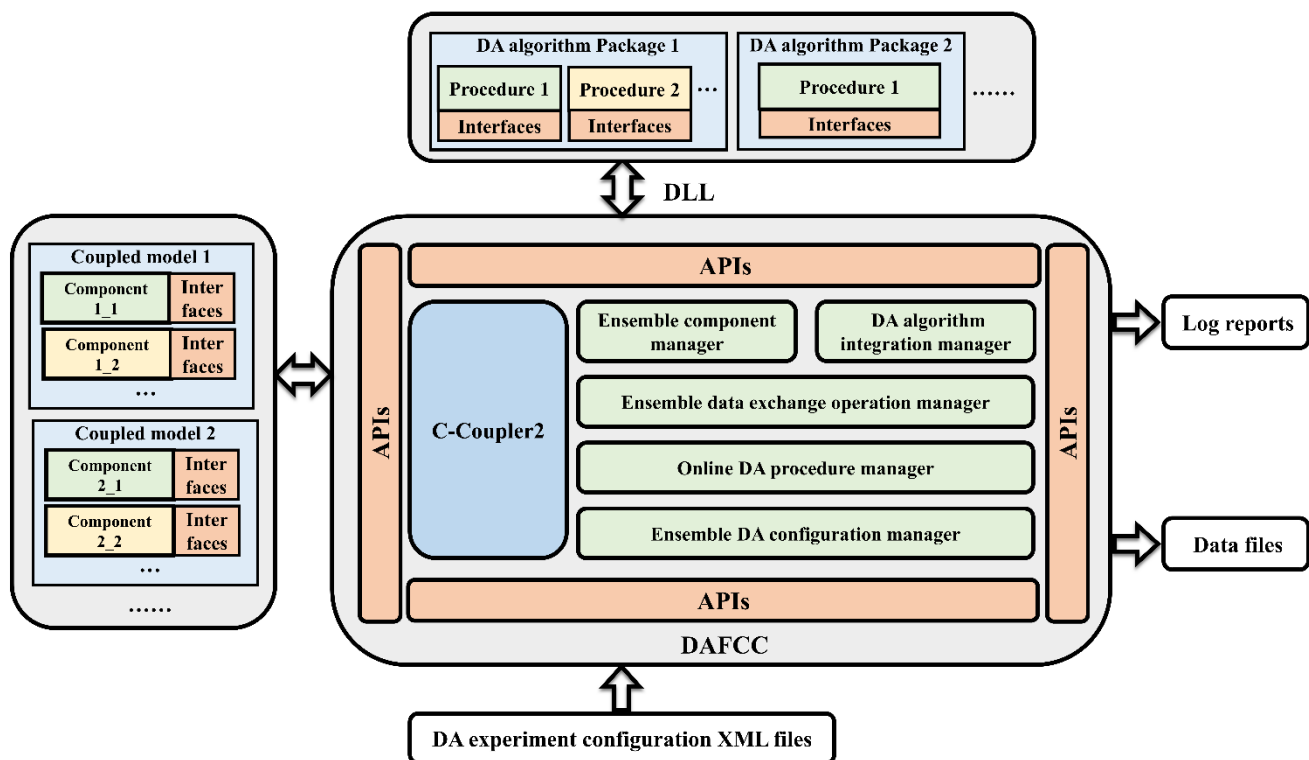 DA algorithm Package 1
Procedure 1
Interfaces
Procedure 2
Interfaces
...
DA algorithm Package 2
Procedure 1
Interfaces
......
DLL
Coupled model 1
Component
1_1
Inter
faces
Component
1_2
Inter
faces
...
Coupled model 2
Component
2_1
Inter
faces
Component
2_2
Inter
faces
...
......
APIs
APIs
C-Coupler2
Ensemble component
manager
DA algorithm
integration manager
Ensemble data exchange operation manager
Online DA procedure manager
Ensemble DA configuration manager
APIs
APIs
DAFCC
Log reports
Data files
DA experiment configuration XML files